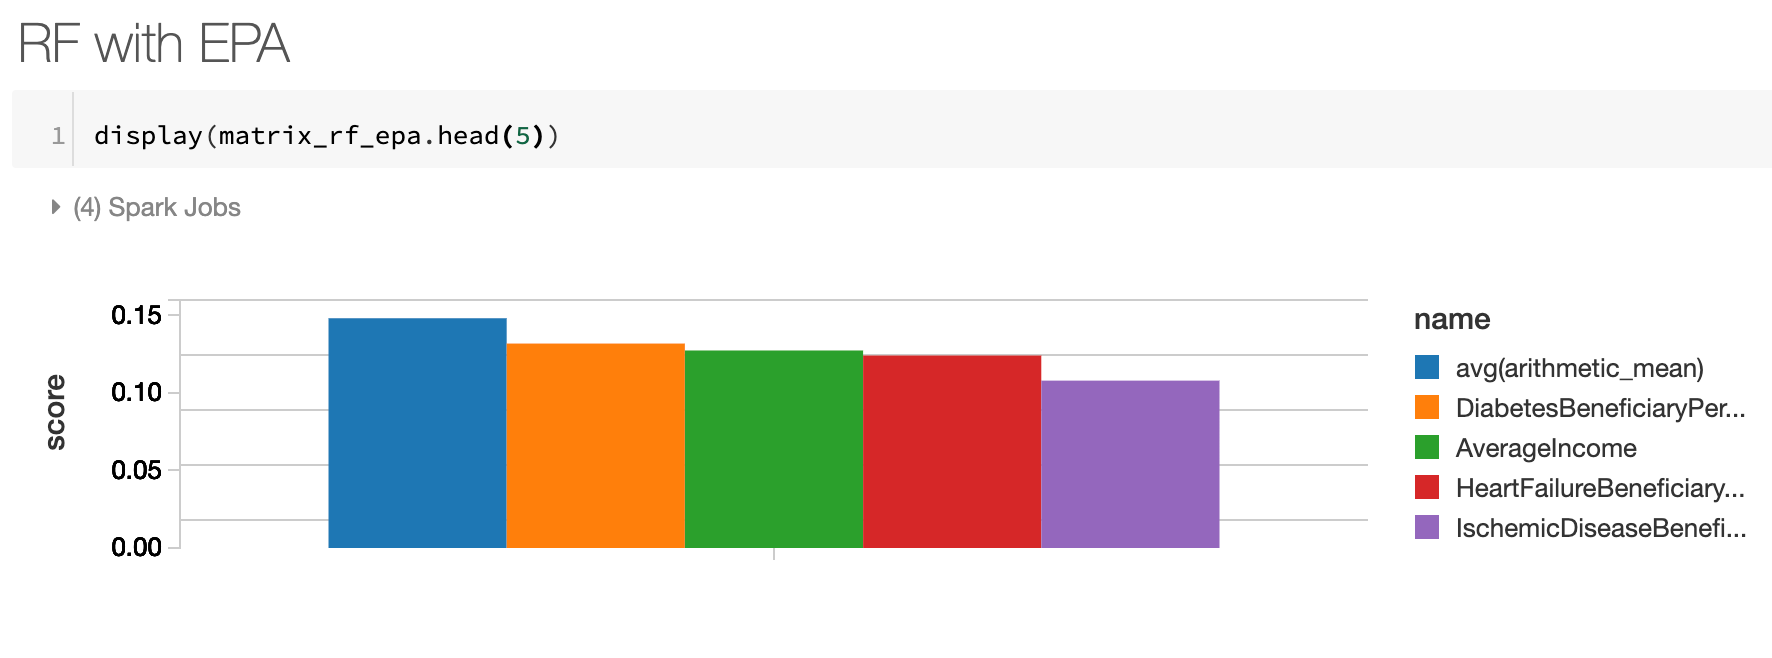 RF with EPA
1 display(matrix_rf_epa.head(5))
(4) Spark Jobs
0.15
0.10
0.05
0.00
score
name
avg(arithmetic_mean)
DiabetesBeneficiaryPer...
AverageIncome
HeartFailureBeneficiary...
IschemicDiseaseBenefi...